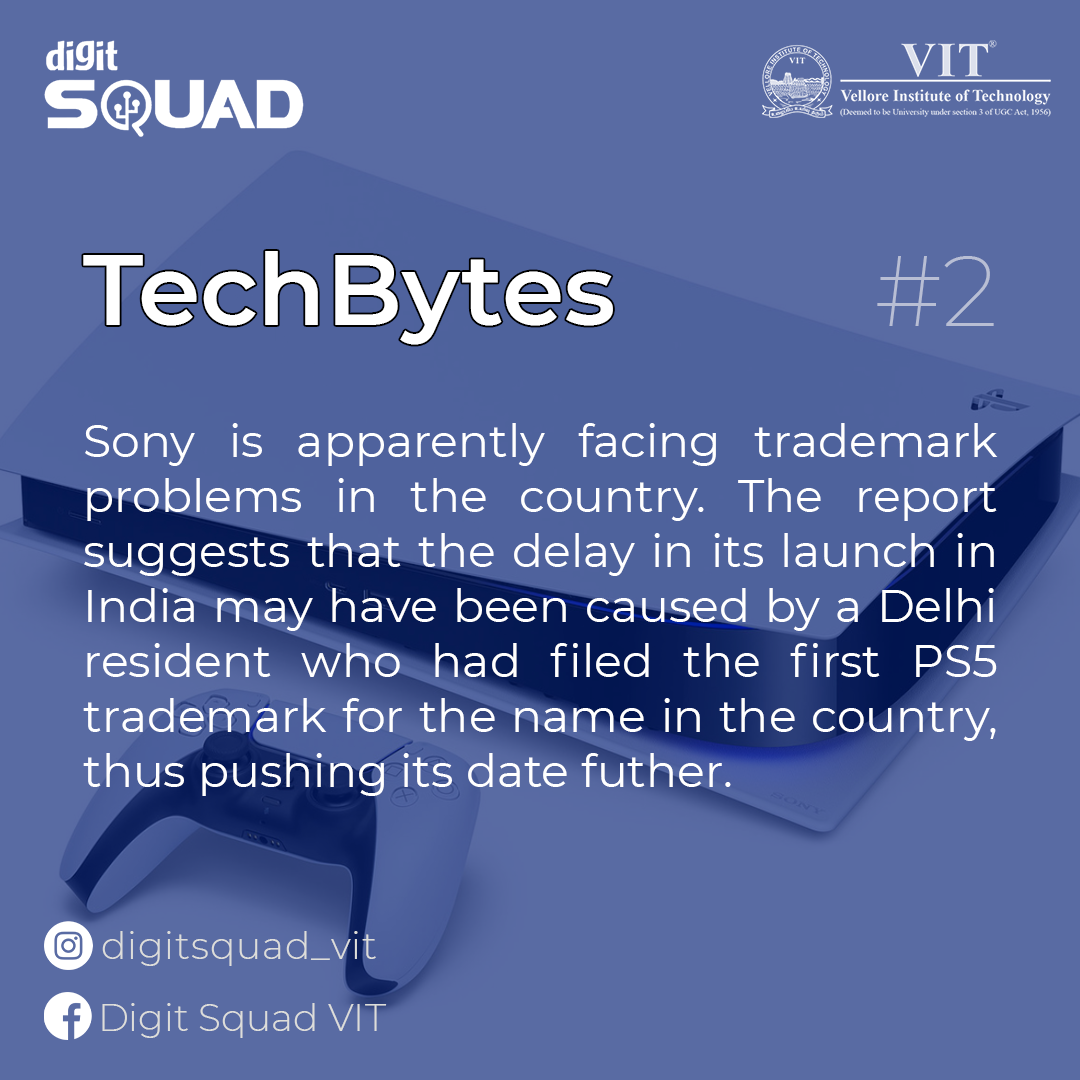 digit
SQUAD
VIT
VIT®
Vellore Institute of Technology
(Deemed to be University under section 3 of UGC Act, 1956)
TechBytes
#2
Sony is apparently facing trademark
problems in the country. The report
suggests that the delay in its launch in
India may have been caused by a Delhi
resident who had filed the first PS5
trademark for the name in the country,
thus pushing its date futher.
SONY
digitsquad_vit
Digit Squad VIT